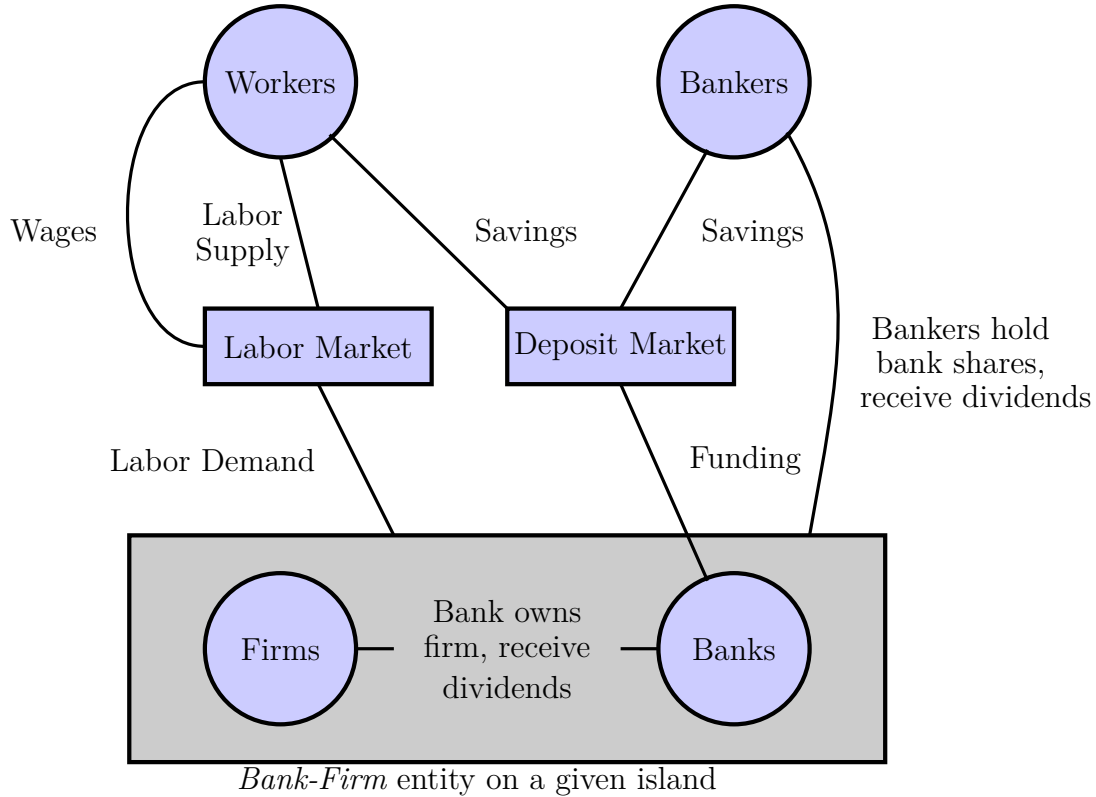 Workers
Bankers
Wages
Labor
Supply
Savings
Savings
Labor Market
Deposit Market
Bankers hold
bank shares,
receive dividends
Labor Demand
Funding
Firms
Bank owns
firm, receive
dividends
Banks
Bank-Firm entity on a given island